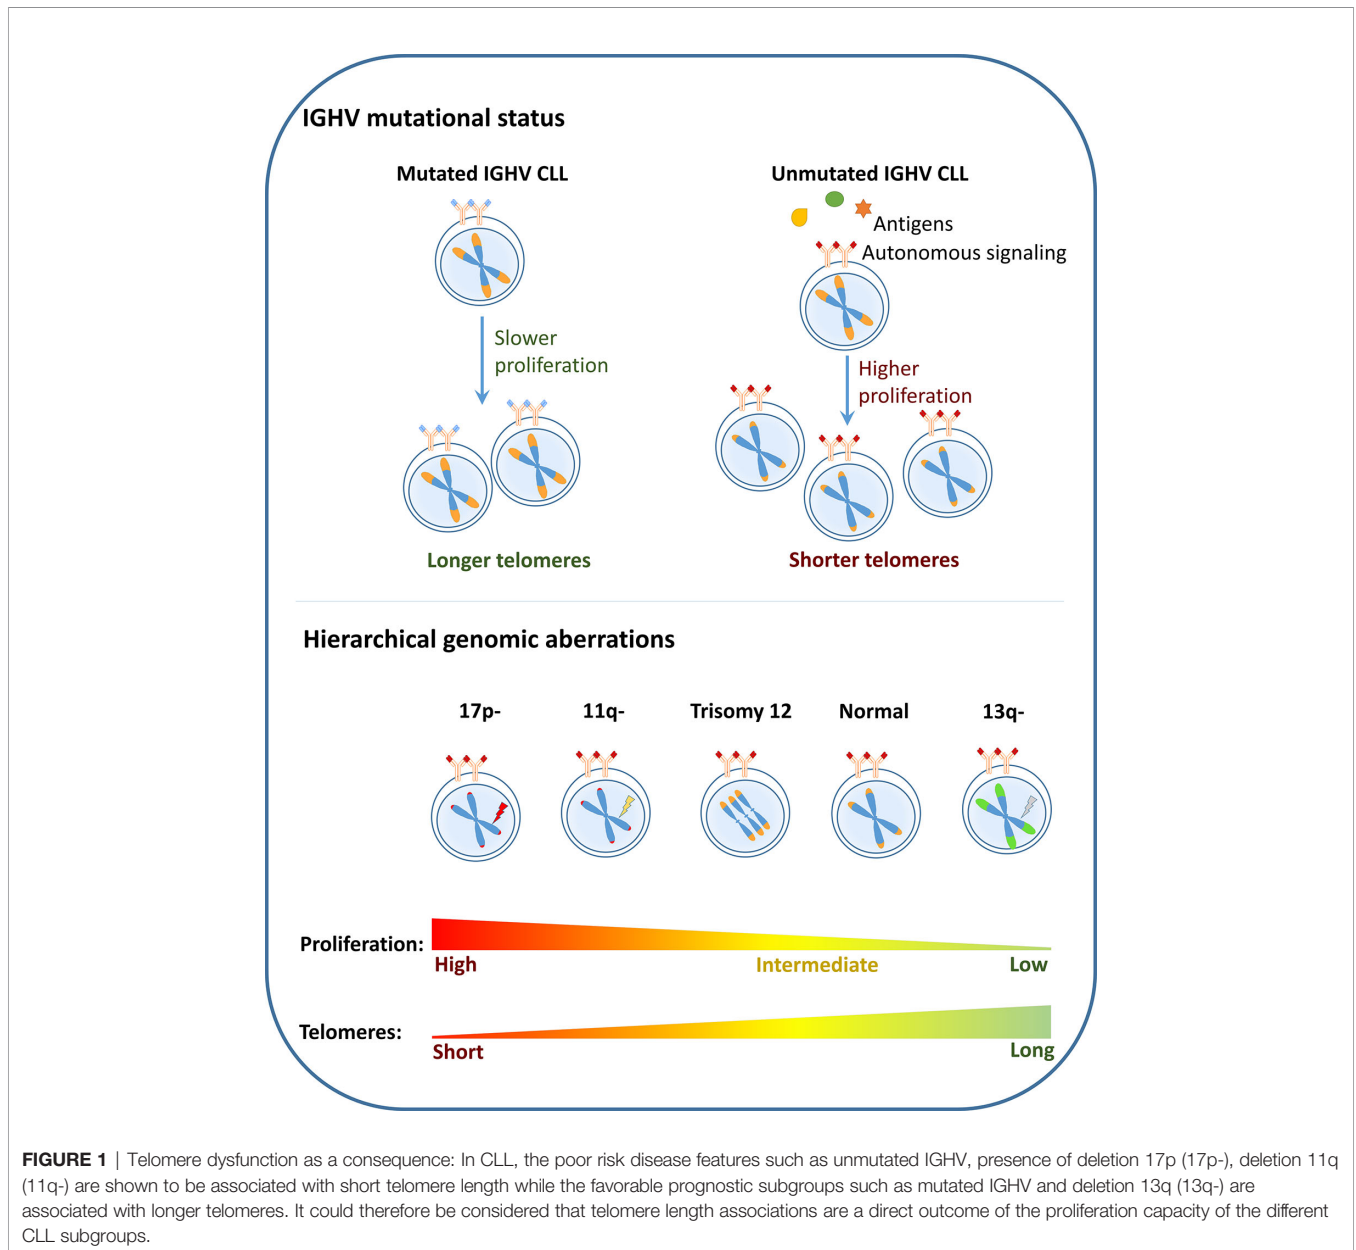 IGHV mutational status
Mutated IGHV CLL
Unmutated IGHV CLL
Antigens
Autonomous signaling
Slower
proliferation
Higher
proliferation
Longer telomeres
Shorter telomeres
Hierarchical genomic aberrations
17p-
11q-
Trisomy 12
Normal
13q-
Proliferation:
High
Intermediate
Low
Telomeres:
Short
Long
FIGURE 1 | Telomere dysfunction as a consequence: In CLL, the poor risk disease features such as unmutated IGHV, presence of deletion 17p (17p-), deletion 11q
(11q-) are shown to be associated with short telomere length while the favorable prognostic subgroups such as mutated IGHV and deletion 13q (13q-) are
associated with longer telomeres. It could therefore be considered that telomere length associations are a direct outcome of the proliferation capacity of the different
CLL subgroups.